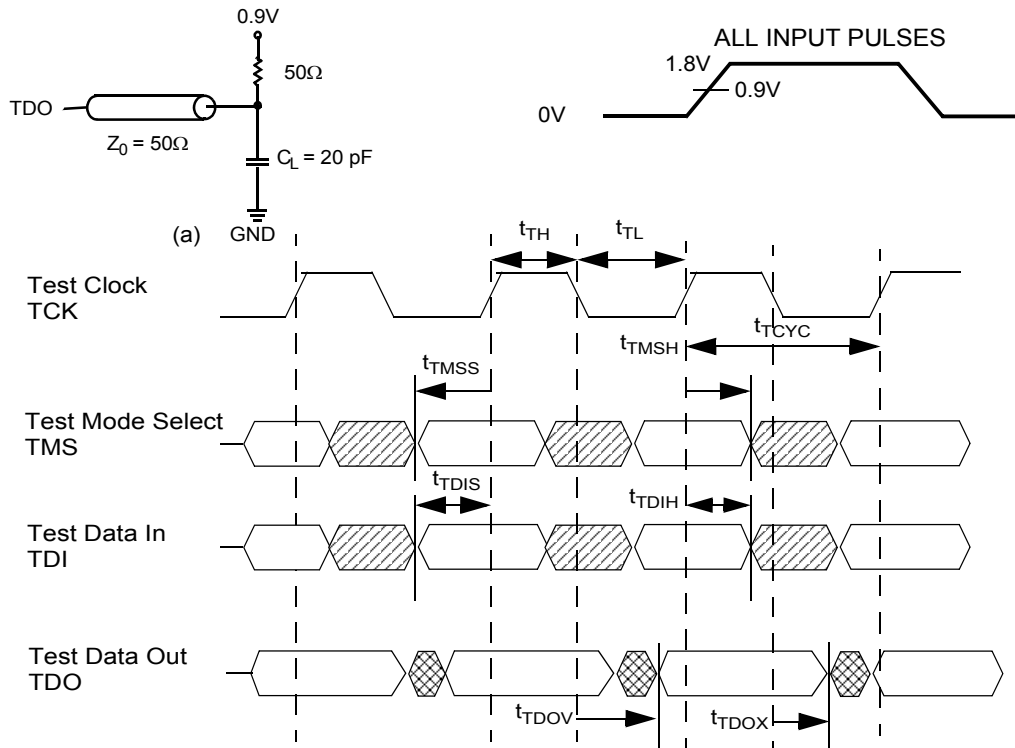 0.9V
50Ω
TDO
Z0 = 50Ω
CL = 20 pF
(a)
GND
ALL INPUT PULSES
1.8V
0.9V
0V
tTH
tTL
Test Clock
TCK
tTMSH
tTCYC
tTMSS
Test Mode Select
TMS
tTDIS
tTDIH
Test Data In
TDI
Test Data Out
TDO
tTDOV
tTDOX